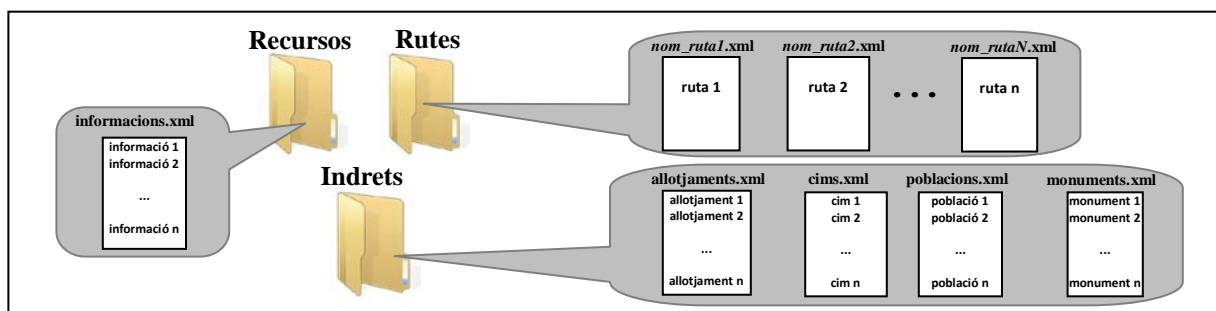 Recursos
Rutes
nom_ruta1.xml
nom_ruta2.xml
nom_rutaN.xml
ruta 1
ruta 2
...
ruta n
informacions.xml
informació 1
informació 2
...
informació n
Indrets
allotjaments.xml
cims.xml
poblacions.xml
monuments.xml
allotjament 1
allotjament 2
...
allotjament n
cim 1
cim 2
...
cim n
població 1
població 2
...
població n
monument 1
monument 2
...
monument n